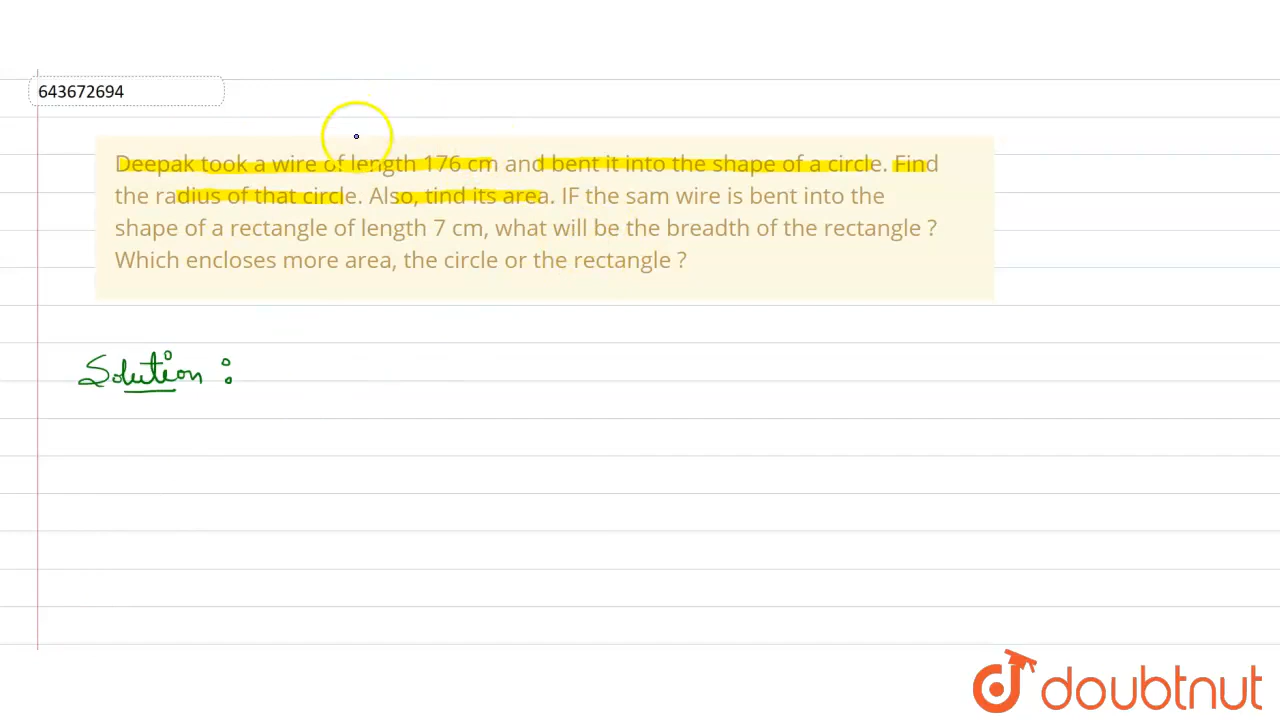 643672694
Deepak took a wire of length 176 cm and bent it into the shape of a circle. Find
the radius of that circle. Also, tind its area. IF the sam wire is bent into the
shape of a rectangle of length 7 cm, what will be the breadth of the rectangle ?
Which encloses more area, the circle or the rectangle ?
Solution :
doubtnut